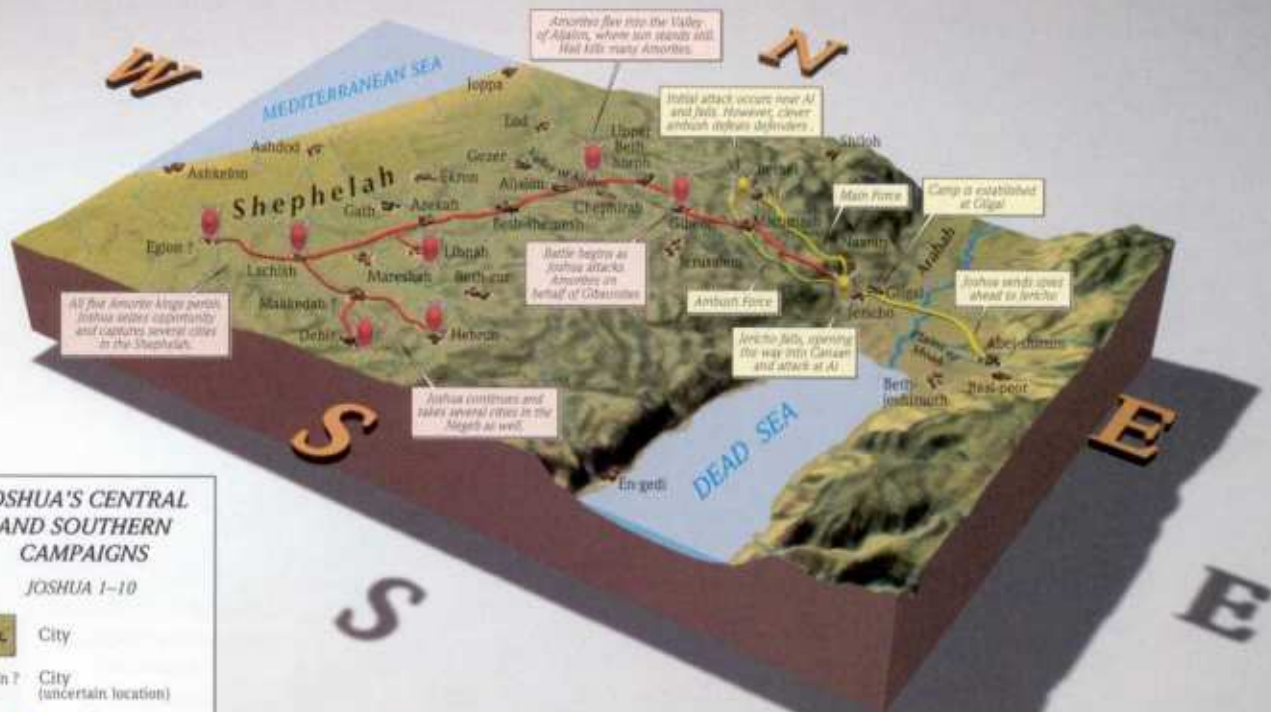 W
N
S
E
S
E
MEDITERRANEAN SEA
Amorites flee into the Valley
of Aijalon, where sun stands still.
Hail kills many Amorites.
Initial attack occurs near Ai
and fails. However, clever
ambush defeats defenders.
Joppa
Lod
Ashdod
Ashkelon
Shephelah
Gezer
Ekron
Aijalon
Upper
Beth-
horon
Shiloh
Bethel
Ai
Main Force
Camp is established
at Gilgal
Gath
Azekah
Beth-shemesh
Chephirah
Gibeon
Michmash
Naaran
Arabah
Eglon ?
Lachish
Libnah
Mareshah
Beth-zur
Jerusalem
Battle begins as
Joshua attacks
Amorites on
behalf of Gibeonites
Ambush Force
Gilgal
Jericho
Joshua sends spies
ahead to Jericho
All five Amorite kings perish.
Joshua seizes opportunity
and captures several cities
in the Shephelah.
Makkedah ?
Debir
Hebron
Jericho falls, opening
the way into Canaan
and attack at Ai
Abel-shittim
Beth-
jeshimoth
Baal-peor
Joshua continues and
takes several cities in the
Negeb as well.
En-gedi
DEAD SEA
OSHUA'S CENTRAL
AND SOUTHERN
CAMPAIGNS
JOSHUA 1–10
City
n ? City
(uncertain location)